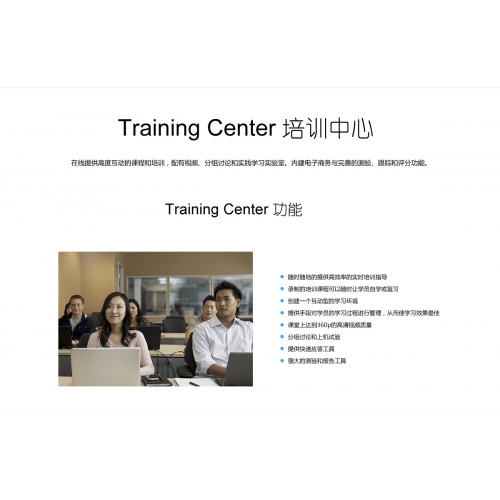 Training Center 培训中心
在线提供高度互动的课程和培训，配有视频、分组讨论和实践学习实验室。内建电子商务与完善的测验、跟踪和评分功能。
Training Center 功能
随时随地的提供高效率的实时培训指导
录制的培训课程可以随时让学员自学或复习
创建一个互动型的学习环境
提供手段对学员的学习过程进行管理，从而使学习效果最佳
课堂上达到360p的高清视频质量
分组讨论和上机试验
提供快速应答工具
强大的测验和报告工具